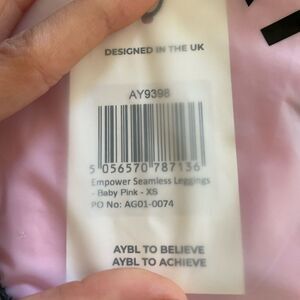 DESIGNED IN THE UK
AY9398
5 056570 787136
Empower Seamless Leggings
- Baby Pink - XS
PO No: AG01-0074
AYBL TO BELIEVE
AYBL TO ACHIEVE